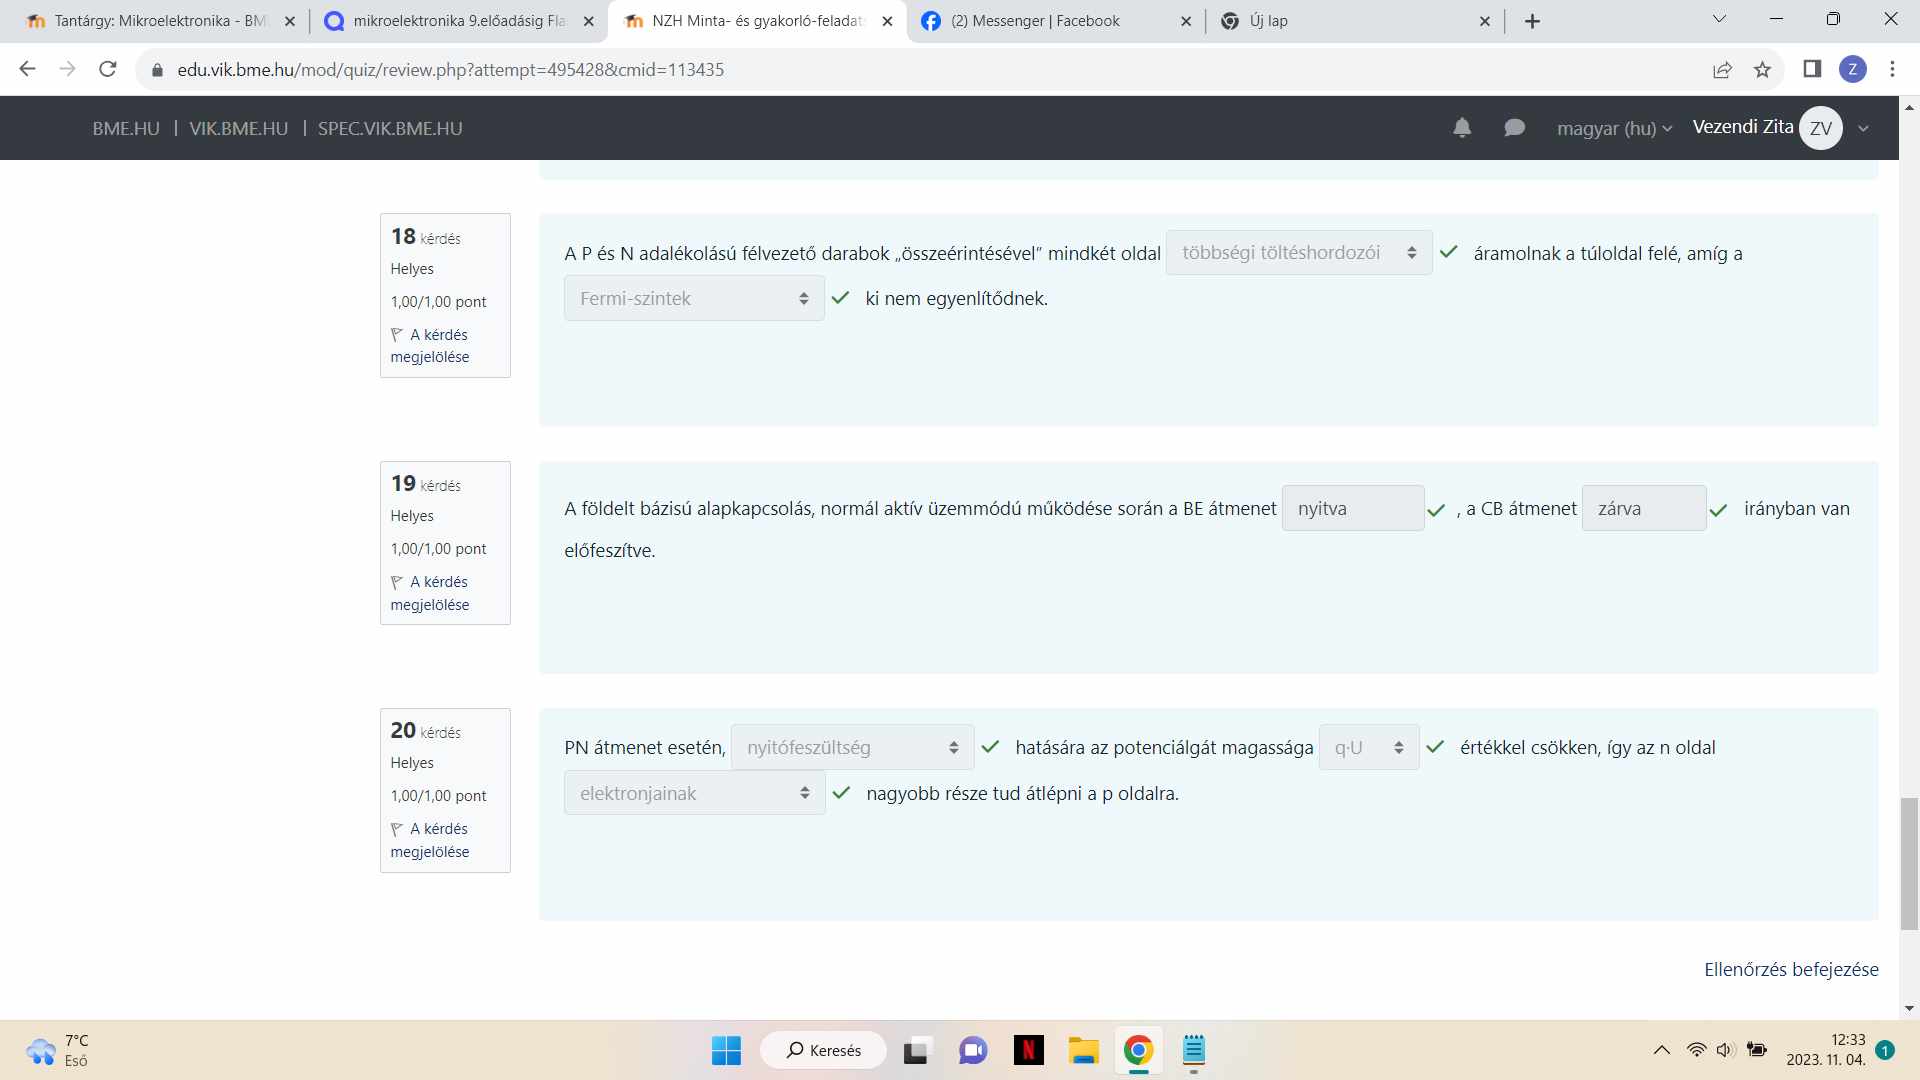 Tantárgy: Mikroelektronika - BM
mikroelektronika 9.előadásig Fla
NZH Minta- és gyakorló-feladats
(2) Messenger | Facebook
Új lap
edu.vik.bme.hu/mod/quiz/review.php?attempt=495428&cmid=113435
Z
BME.HU | VIK.BME.HU | SPEC.VIK.BME.HU
magyar (hu)
Vezendi Zita
ZV
18 kérdés
Helyes
1,00/1,00 pont
A kérdés
megjelölése
A P és N adalékolású félvezető darabok „összeérintésével” mindkét oldal többségi töltéshordozói áramolnak a túloldal felé, amíg a
Fermi-szintek ki nem egyenlítődnek.
19 kérdés
Helyes
1,00/1,00 pont
A kérdés
megjelölése
A földelt bázisú alapkapcsolás, normál aktív üzemmódú működése során a BE átmenet nyitva , a CB átmenet zárva irányban van
előfeszítve.
20 kérdés
Helyes
1,00/1,00 pont
A kérdés
megjelölése
PN átmenet esetén, nyitófeszültség hatására az potenciálgát magassága q·U értékkel csökken, így az n oldal
elektronjainak nagyobb része tud átlépni a p oldalra.
Ellenőrzés befejezése
7°C
Eső
Keresés
N
12:33
2023. 11. 04.
1